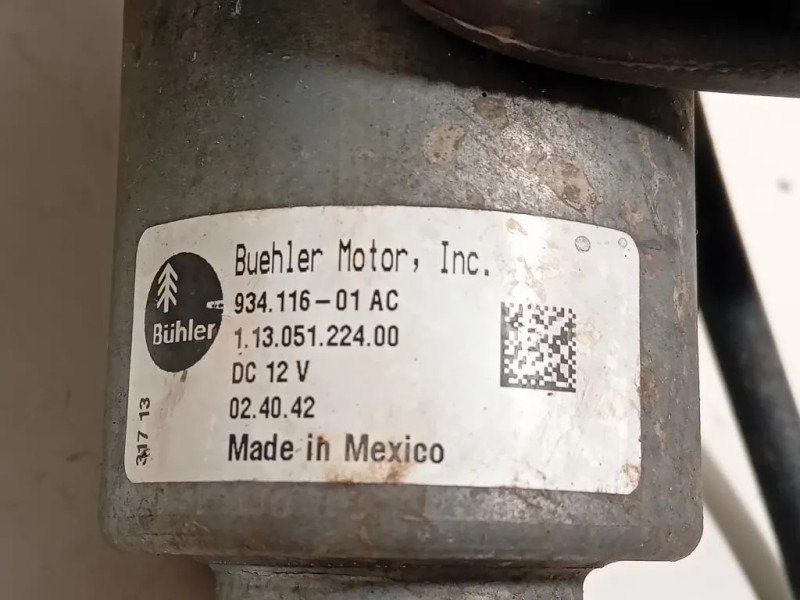 Buehler Motor, Inc.
934.116-01 AC
Bühler
1.13.051.224.00
DC 12 V
02.40.42
317 13
Made in Mexico